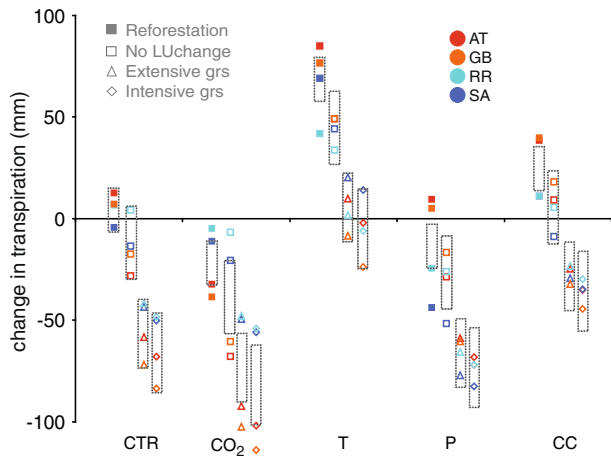 100
50
0
-50
-100
change in transpiration (mm)
Reforestation
No LUchange
Extensive grs
Intensive grs
AT
GB
RR
SA
CTR
CO₂
T
P
CC